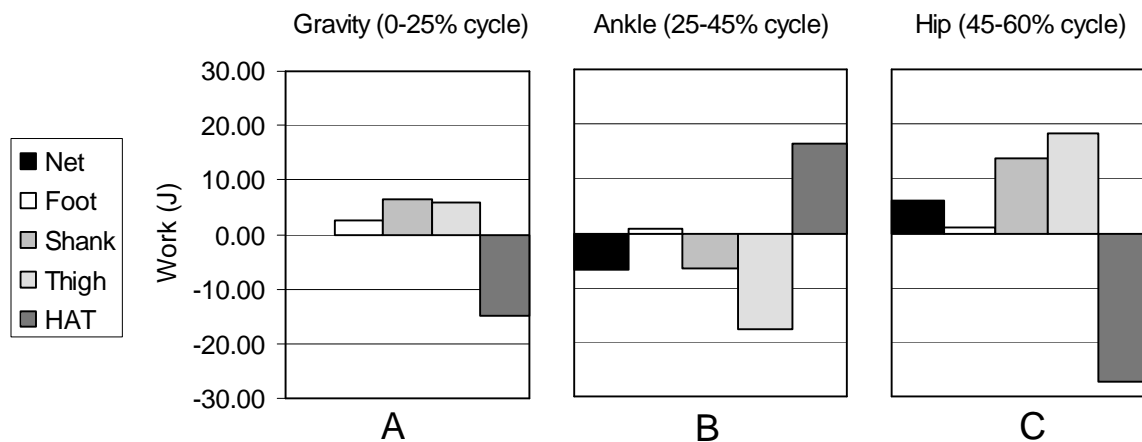 Gravity (0-25% cycle)
Ankle (25-45% cycle)
Hip (45-60% cycle)
Net
Foot
Shank
Thigh
HAT
Work (J)
30.00
20.00
10.00
0.00
-10.00
-20.00
-30.00
A
B
C